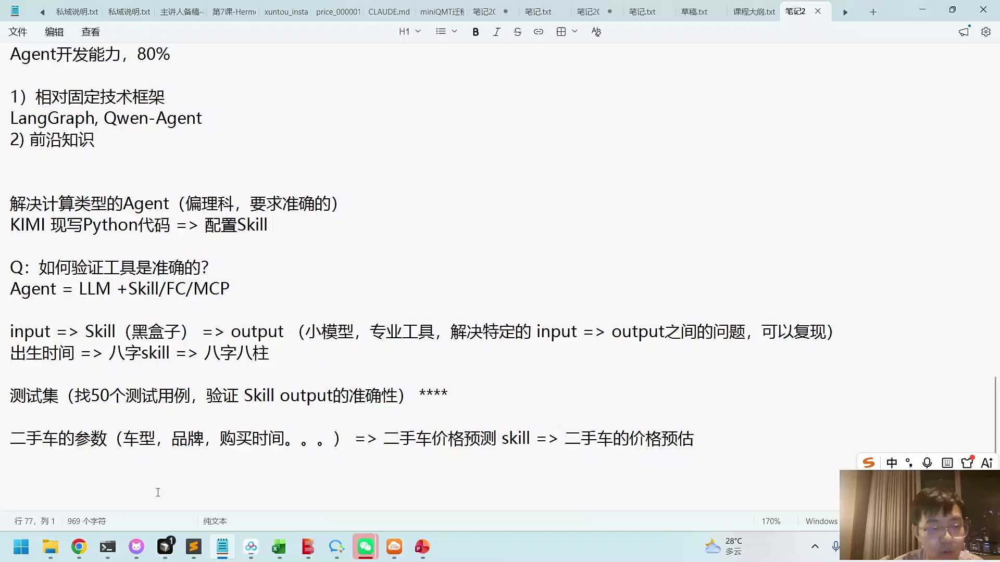 私域说明.txt
私域说明.txt
主讲人备稿-
第7课-Herm
xuntou_insta
price_000001
CLAUDE.md
miniQMT迁移
笔记20
笔记.txt
笔记20
笔记.txt
草稿.txt
课程大纲.txt
笔记2
文件 编辑 查看
H1
Agent开发能力，80%
1）相对固定技术框架
LangGraph, Qwen-Agent
2) 前沿知识
解决计算类型的Agent（偏理科，要求准确的）
KIMI 现写Python代码 => 配置Skill
Q：如何验证工具是准确的？
Agent = LLM +Skill/FC/MCP
input => Skill（黑盒子） => output （小模型，专业工具，解决特定的 input => output之间的问题，可以复现）
出生时间 => 八字skill => 八字八柱
测试集（找50个测试用例，验证 Skill output的准确性） ****
二手车的参数（车型，品牌，购买时间。。。） => 二手车价格预测 skill => 二手车的价格预估
中
行 77，列 1
969 个字符
纯文本
170%
Windows
28°C
多云